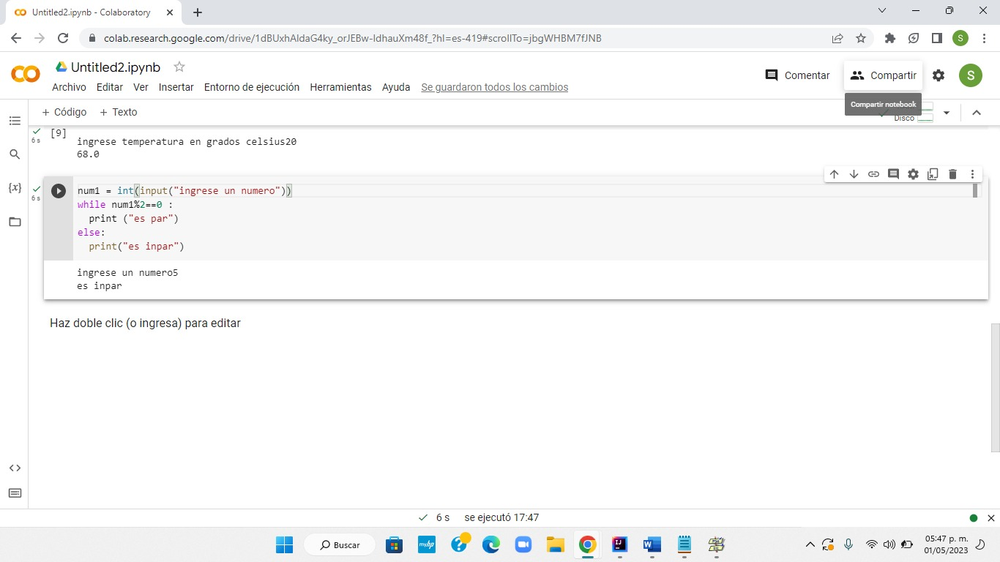 Untitled2.ipynb - Colaboratory
colab.research.google.com/drive/1dBUxhAldaG4ky_orJEBw-ldhauXm48f_?hl=es-419#scrollTo=jbgWHBM7fJNB
S
Untitled2.ipynb
Comentar
Compartir
S
Archivo Editar Ver Insertar Entorno de ejecución Herramientas Ayuda Se guardaron todos los cambios
Compartir notebook
+ Código + Texto
Disco
6 s
[9]
ingrese temperatura en grados celsius20
68.0
{x}
6 s
num1 = int(input("ingrese un numero"))
while num1%2==0 :
  print ("es par")
else:
  print("es inpar")
ingrese un numero5
es inpar
Haz doble clic (o ingresa) para editar
6 s se ejecutó 17:47
Buscar
myhp
IJ
W
05:47 p. m.
01/05/2023